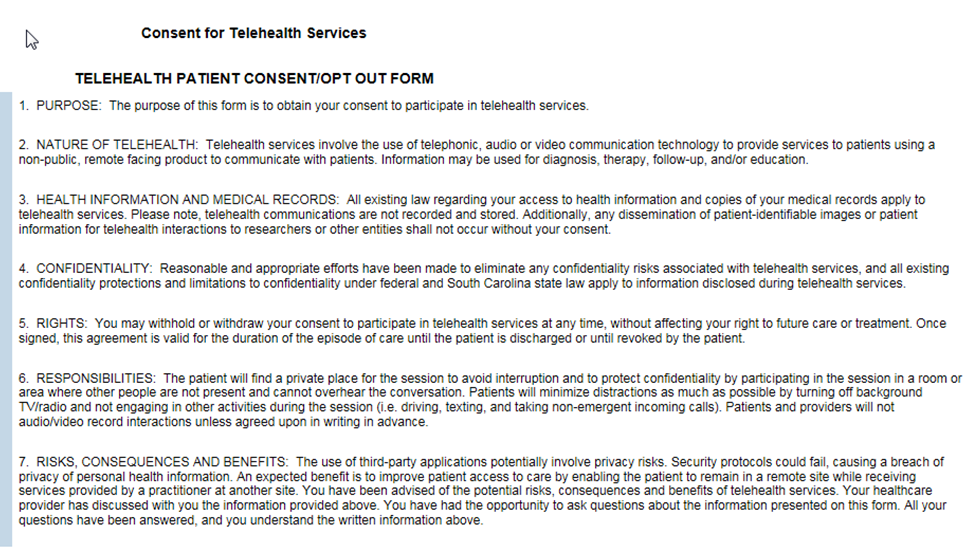 Consent for Telehealth Services
TELEHEALTH PATIENT CONSENT/OPT OUT FORM
1. PURPOSE: The purpose of this form is to obtain your consent to participate in telehealth services.
2. NATURE OF TELEHEALTH: Telehealth services involve the use of telephonic, audio or video communication technology to provide services to patients using a
non-public, remote facing product to communicate with patients. Information may be used for diagnosis, therapy, follow-up, and/or education.
3. HEALTH INFORMATION AND MEDICAL RECORDS: All existing law regarding your access to health information and copies of your medical records apply to
telehealth services. Please note, telehealth communications are not recorded and stored. Additionally, any dissemination of patient-identifiable images or patient
information for telehealth interactions to researchers or other entities shall not occur without your consent.
4. CONFIDENTIALITY: Reasonable and appropriate efforts have been made to eliminate any confidentiality risks associated with telehealth services, and all existing
confidentiality protections and limitations to confidentiality under federal and South Carolina state law apply to information disclosed during telehealth services.
5. RIGHTS: You may withhold or withdraw your consent to participate in telehealth services at any time, without affecting your right to future care or treatment. Once
signed, this agreement is valid for the duration of the episode of care until the patient is discharged or until revoked by the patient.
6. RESPONSIBILITIES: The patient will find a private place for the session to avoid interruption and to protect confidentiality by participating in the session in a room or
area where other people are not present and cannot overhear the conversation. Patients will minimize distractions as much as possible by turning off background
TV/radio and not engaging in other activities during the session (i.e. driving, texting, and taking non-emergent incoming calls). Patients and providers will not
audio/video record interactions unless agreed upon in writing in advance.
7. RISKS, CONSEQUENCES AND BENEFITS: The use of third-party applications potentially involve privacy risks. Security protocols could fail, causing a breach of
privacy of personal health information. An expected benefit is to improve patient access to care by enabling the patient to remain in a remote site while receiving
services provided by a practitioner at another site. You have been advised of the potential risks, consequences and benefits of telehealth services. Your healthcare
provider has discussed with you the information provided above. You have had the opportunity to ask questions about the information presented on this form. All your
questions have been answered, and you understand the written information above.